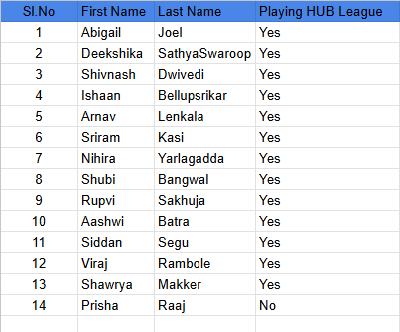 Sl.No First Name Last Name Playing HUB League
1 Abigail Joel Yes
2 Deekshika SathyaSwaroop Yes
3 Shivnash Dwivedi Yes
4 Ishaan Bellupsrikar Yes
5 Arnav Lenkala Yes
6 Sriram Kasi Yes
7 Nihira Yarlagadda Yes
8 Shubi Bangwal Yes
9 Rupvi Sakhuja Yes
10 Aashwi Batra Yes
11 Siddan Segu Yes
12 Viraj Rambole Yes
13 Shawrya Makker Yes
14 Prisha Raaj No